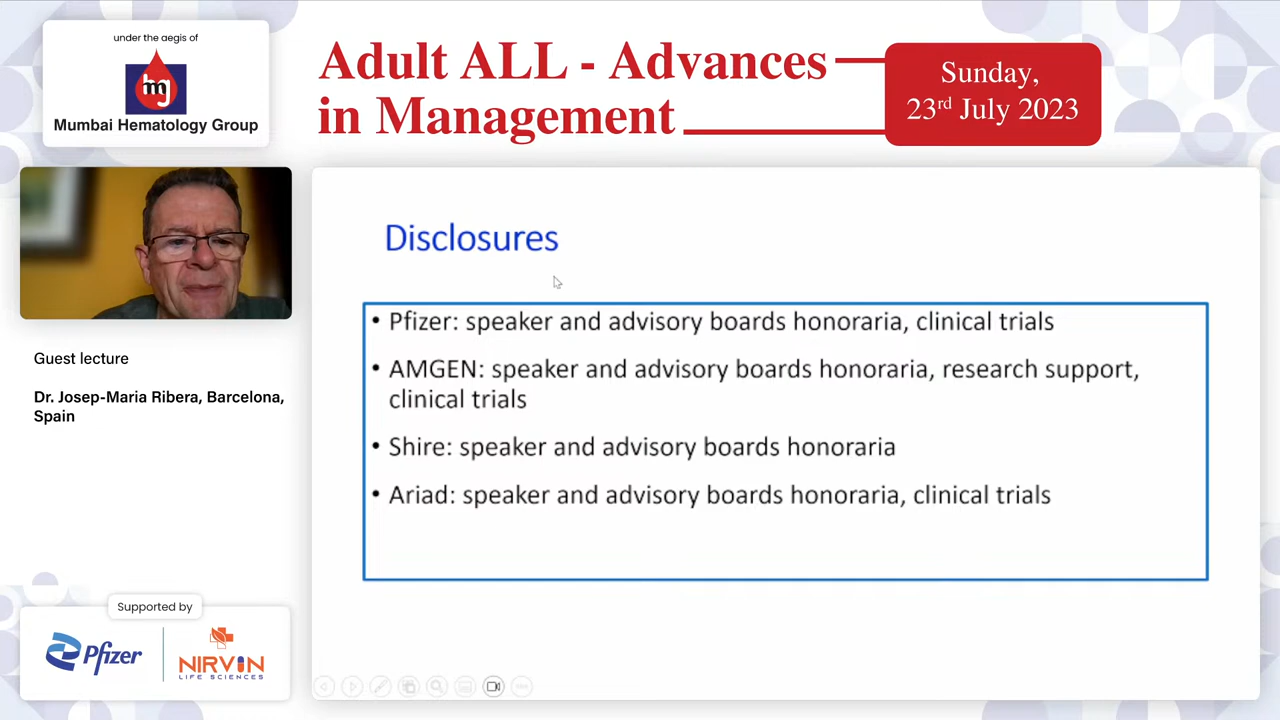 under the aegis of
mj
Mumbai Hematology Group
Adult ALL - Advances
in Management
Sunday,
23rd July 2023
Guest lecture
Dr. Josep-Maria Ribera, Barcelona,
Spain
Disclosures
• Pfizer: speaker and advisory boards honoraria, clinical trials
• AMGEN: speaker and advisory boards honoraria, research support,
clinical trials
• Shire: speaker and advisory boards honoraria
• Ariad: speaker and advisory boards honoraria, clinical trials
Supported by
Pfizer
NIRVIN
LIFE SCIENCES